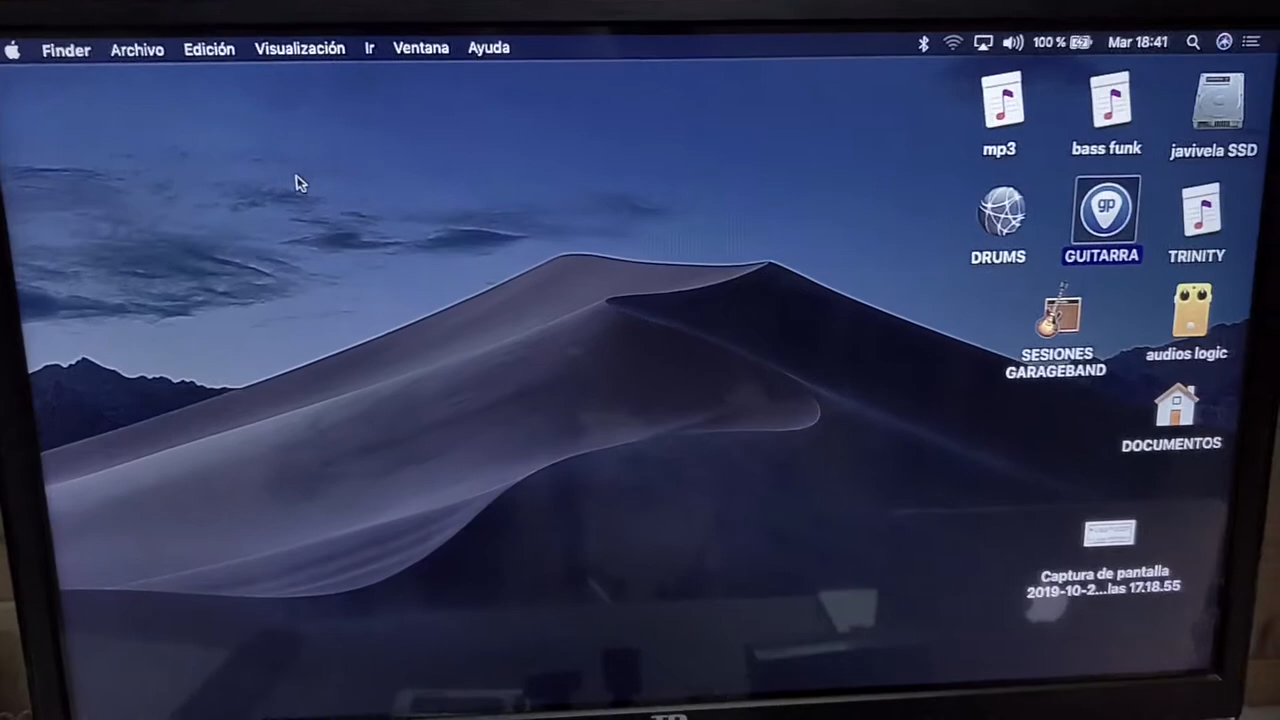 Finder Archivo Edición Visualización Ir Ventana Ayuda 100 % Mar 18:41
mp3 bass funk javivela SSD
gp
DRUMS GUITARRA TRINITY
SESIONES
GARAGEBAND
audios logic
DOCUMENTOS
Captura de pantalla
2019-10-2...las 17.18.55